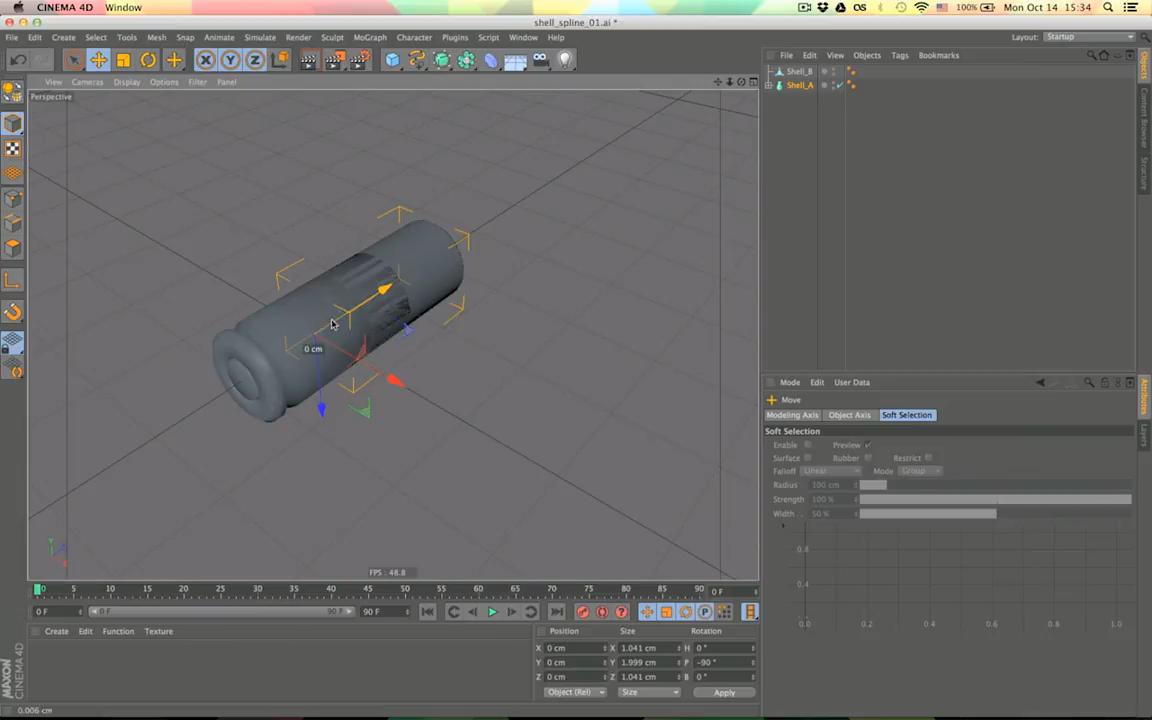 CINEMA 4D Window
100% Mon Oct 14 15:34
shell_spline_01.ai *
File Edit Create Select Tools Mesh Snap Animate Simulate Render Sculpt MoGraph Character Plugins Script Window Help
Layout: Startup
View Cameras Display Options Filter Panel
Perspective
File Edit View Objects Tags Bookmarks
Shell_B
Shell_A
Objects
Content Browser
Structure
0 cm
Mode Edit User Data
Move
Modeling Axis Object Axis Soft Selection
Soft Selection
Enable Preview
Surface Rubber Restrict
Falloff Linear Mode Group
Radius 100 cm
Strength 100 %
Width . . 50 %
0.8
0.4
0.0 0.2 0.4 0.6 0.8 1.0
Attributes
Layers
FPS : 48.8
0 5 10 15 20 25 30 35 40 45 50 55 60 65 70 75 80 85 90 0 F
0 F 0 F 90 F 90 F
Create Edit Function Texture
Position Size Rotation
X 0 cm X 1.041 cm H 0 °
Y 0 cm Y 1.999 cm P -90 °
Z 0 cm Z 1.041 cm B 0 °
Object (Rel) Size Apply
MAXON
CINEMA 4D
0.006 cm